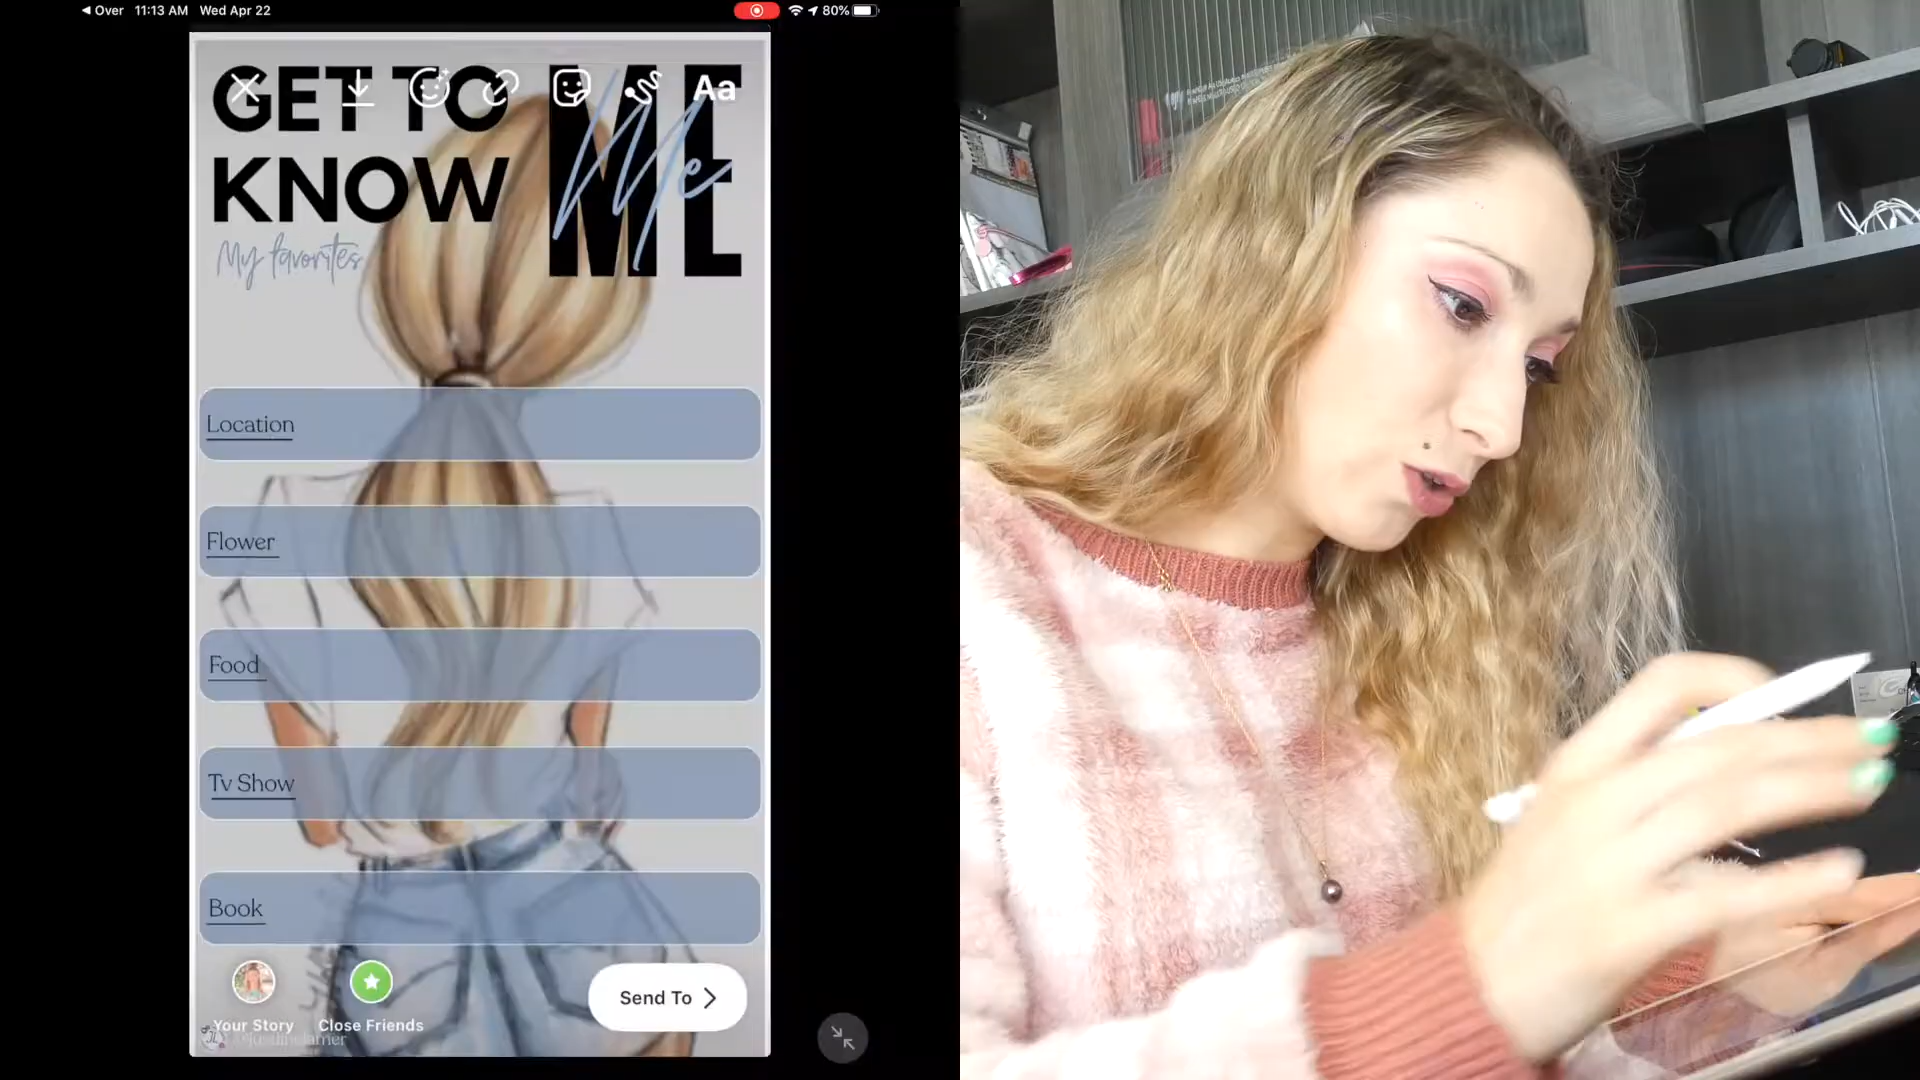 Over 11:13 AM Wed Apr 22
80%
GET TO
KNOW
ME
Me
Aa
My favorites
Location
Flower
Food
Tv Show
Book
Send To
Your Story Close Friends